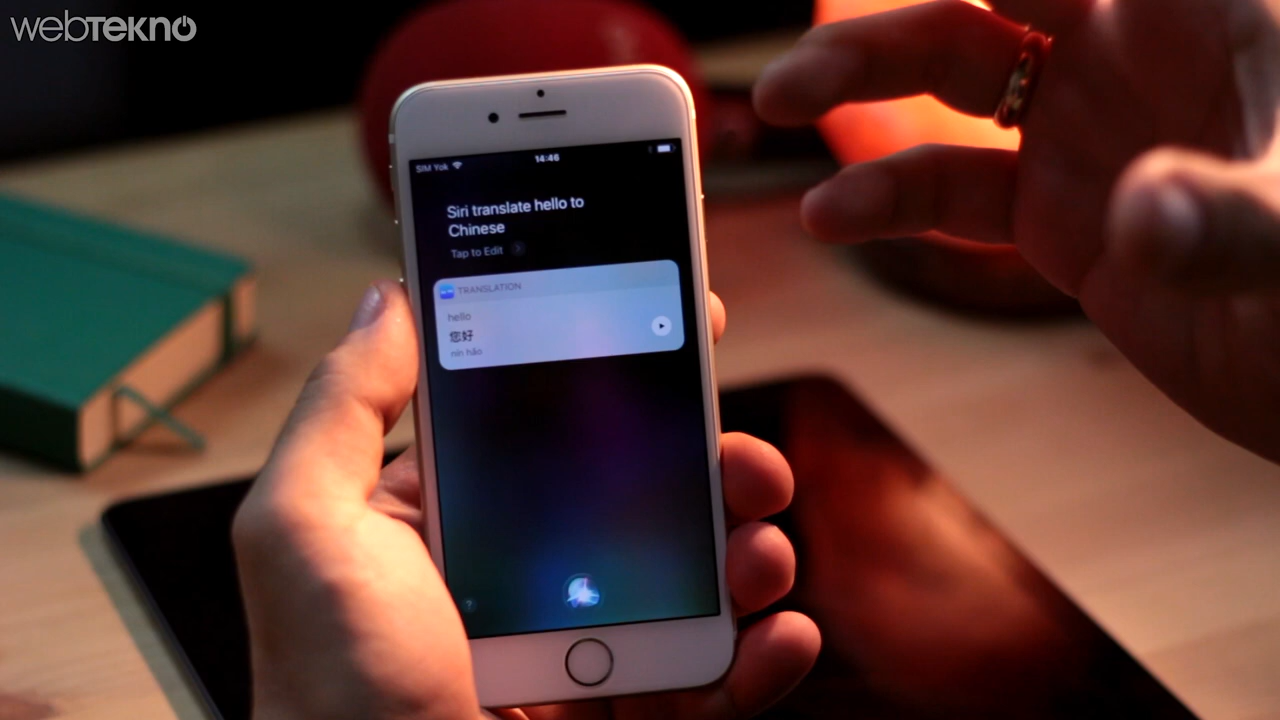 webTEKNO
SIM Yok 14:46
Siri translate hello to
Chinese
Tap to Edit
TRANSLATION
hello
您好
nín hǎo
?